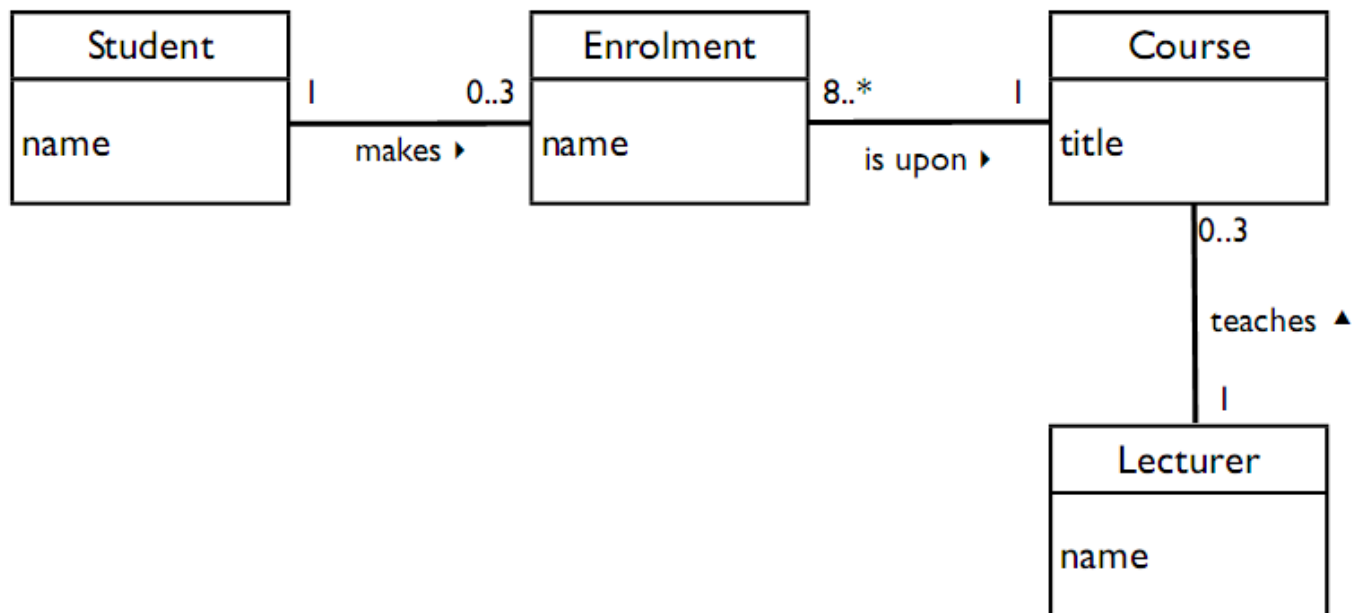 Student
Enrolment
Course
1
0..3
8..*
1
name
makes ▸
name
is upon ▸
title
0..3
teaches ▲
1
Lecturer
name